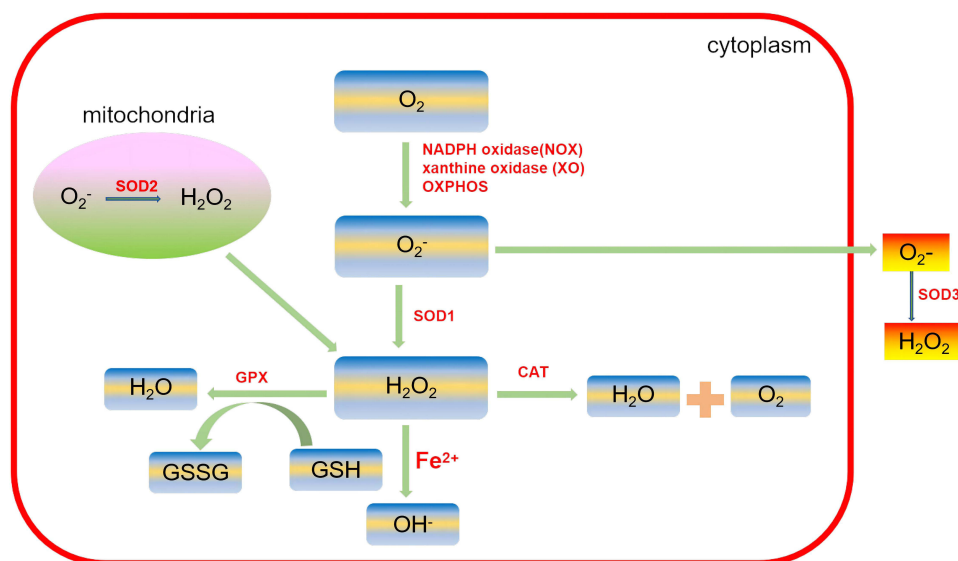 cytoplasm
O₂
mitochondria
NADPH oxidase(NOX)
xanthine oxidase (XO)
OXPHOS
O₂⁻ SOD2 H₂O₂
O₂⁻
O₂-
SOD3
SOD1
H₂O₂
H₂O
GPX
H₂O₂
CAT
H₂O
O₂
GSSG
GSH
Fe²⁺
OH⁻